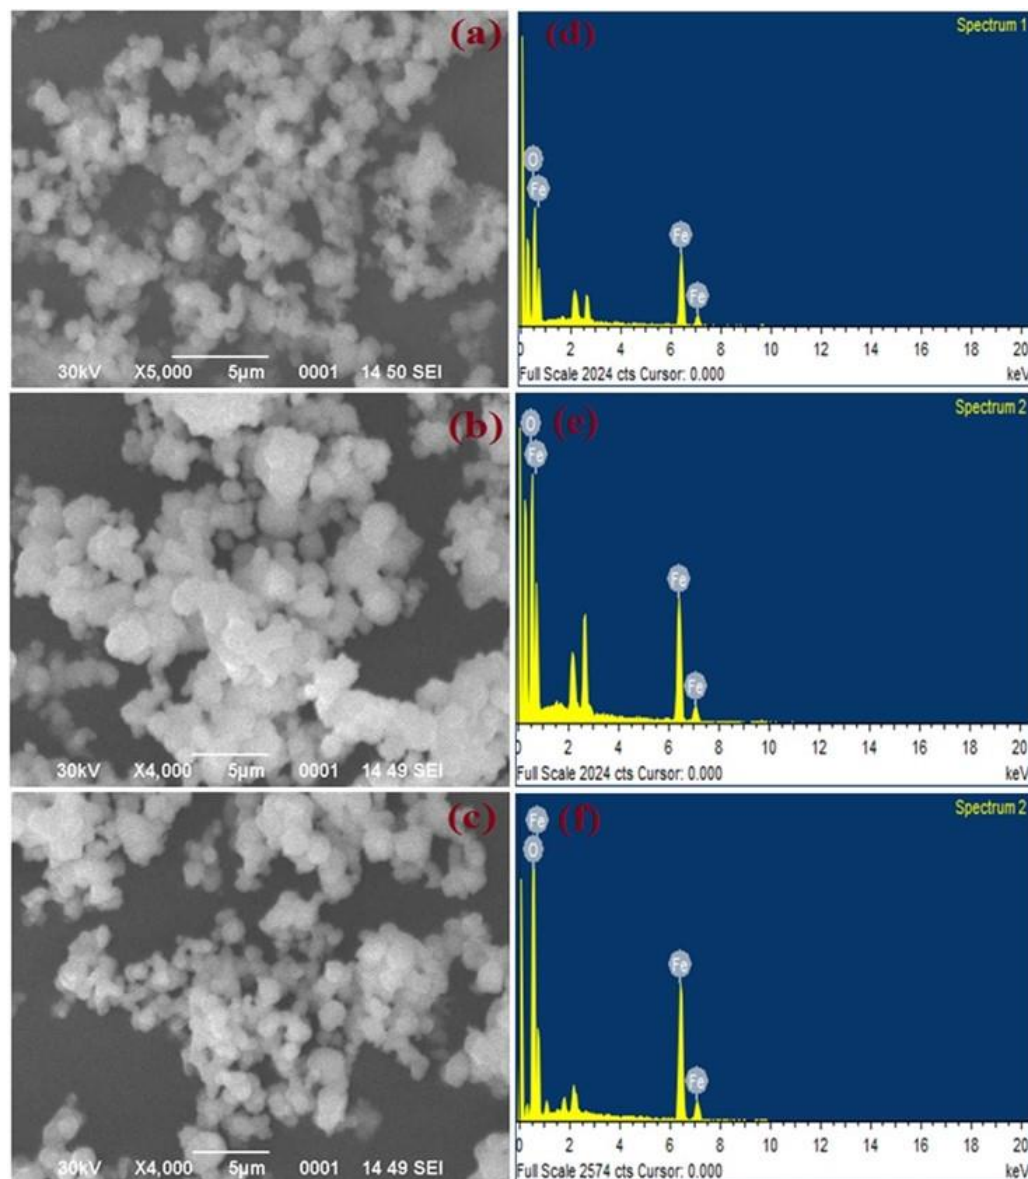 (a)
30kV X5,000 5µm 0001 14 50 SEI
(d)
Spectrum 1
O
Fe
Fe
Fe
0 2 4 6 8 10 12 14 16 18 20
Full Scale 2024 cts Cursor: 0.000 keV
(b)
30kV X4,000 5µm 0001 14 49 SEI
(e)
Spectrum 2
O
Fe
Fe
Fe
0 2 4 6 8 10 12 14 16 18 20
Full Scale 2024 cts Cursor: 0.000 keV
(c)
30kV X4,000 5µm 0001 14 49 SEI
(f)
Spectrum 2
Fe
O
Fe
Fe
0 2 4 6 8 10 12 14 16 18 20
Full Scale 2574 cts Cursor: 0.000 keV